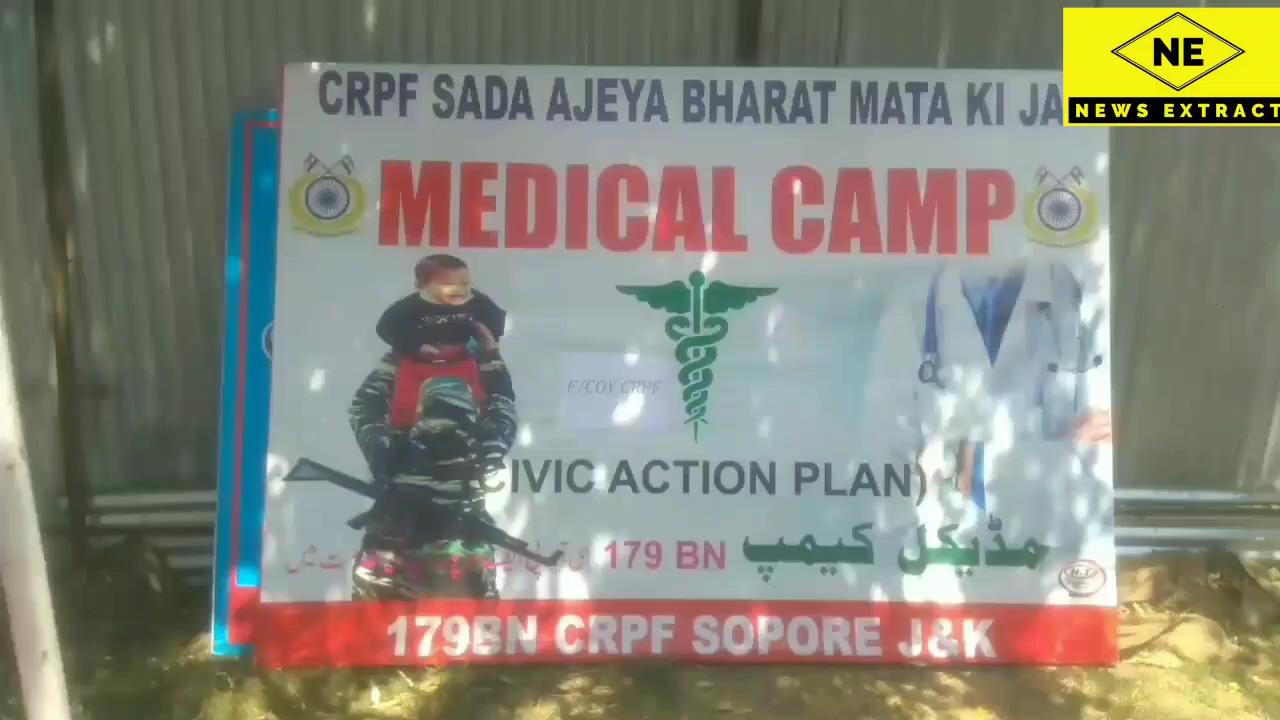 NE
NEWS EXTRACT
CRPF SADA AJEYA BHARAT MATA KI JA
MEDICAL CAMP
F/COY CRPF
(CIVIC ACTION PLAN)
مڈیکل کیمپ
179 BN
179BN CRPF SOPORE J&K